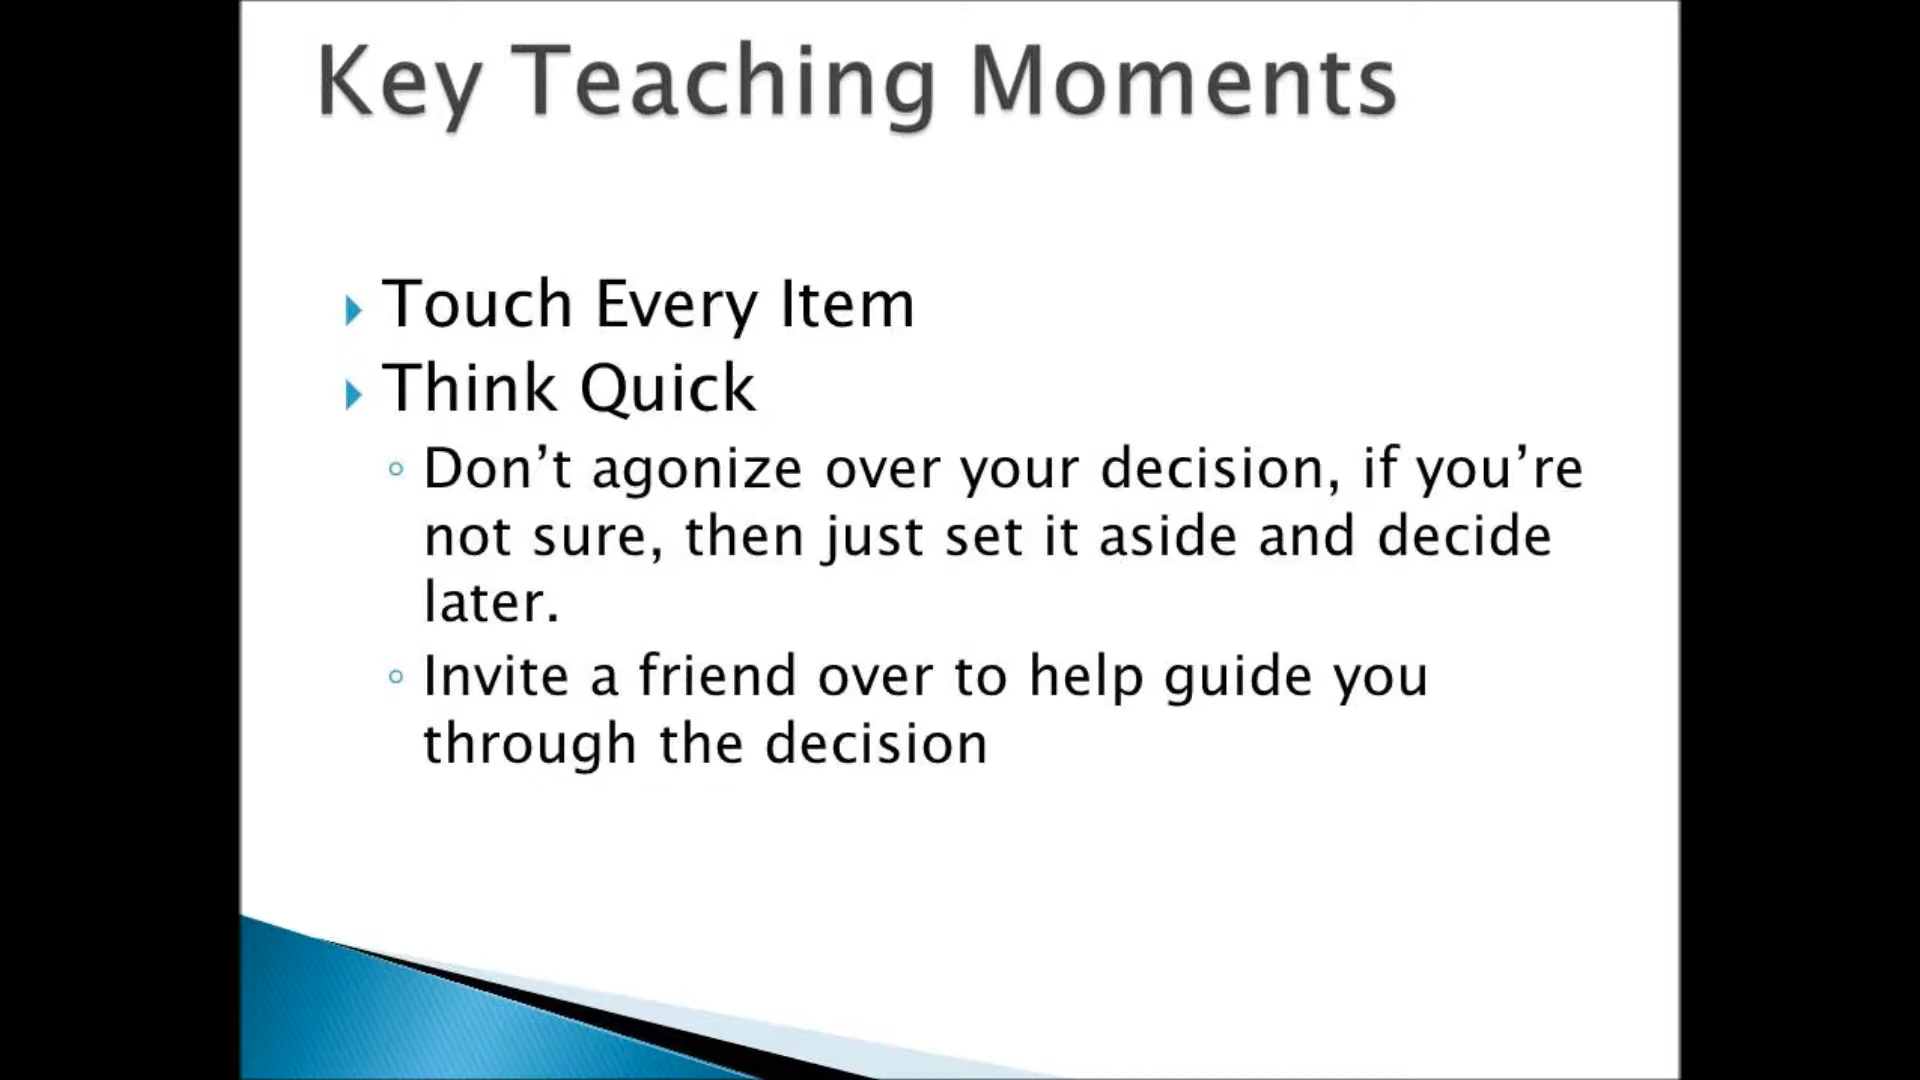 Key Teaching Moments
Touch Every Item
Think Quick
Don’t agonize over your decision, if you’re
not sure, then just set it aside and decide
later.
Invite a friend over to help guide you
through the decision